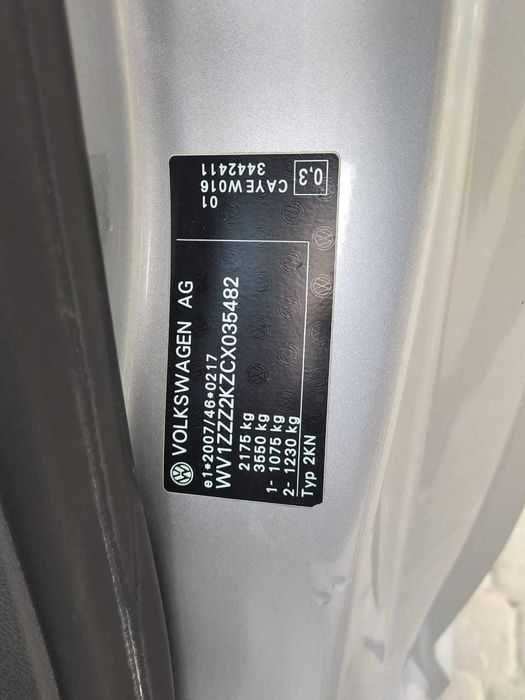 VOLKSWAGEN AG
e1*2007/46*0217
WV1ZZZ2KZCX035482
2175 kg
3550 kg
1- 1075 kg
2- 1230 kg
Typ 2KN
01
CAYEW016
3442411
0,3